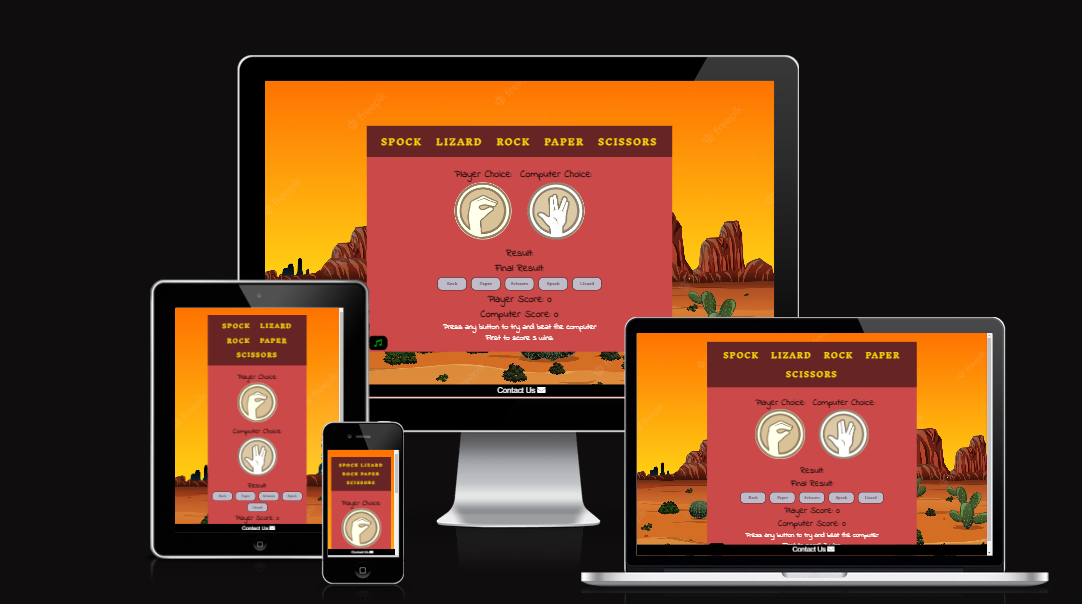 freepik
freepik
freepik
SPOCK LIZARD ROCK PAPER SCISSORS
Player Choice: Computer Choice:
Result:
Final Result:
Rock Paper Scissors Spock Lizard
Player Score: 0
Computer Score: 0
Press any button to try and beat the computer
First to score 5 wins
Contact Us
SPOCK LIZARD
ROCK PAPER
SCISSORS
Player Choice:
Computer Choice:
Result:
Rock Paper Scissors Spock
Lizard
Player Score: 0
Contact Us
SPOCK LIZARD
ROCK PAPER
SCISSORS
Player Choice:
Contact Us
SPOCK LIZARD ROCK PAPER
SCISSORS
Player Choice: Computer Choice:
Result:
Final Result:
Rock Paper Scissors Spock Lizard
Player Score: 0
Computer Score: 0
Press any button to try and beat the computer
Contact Us